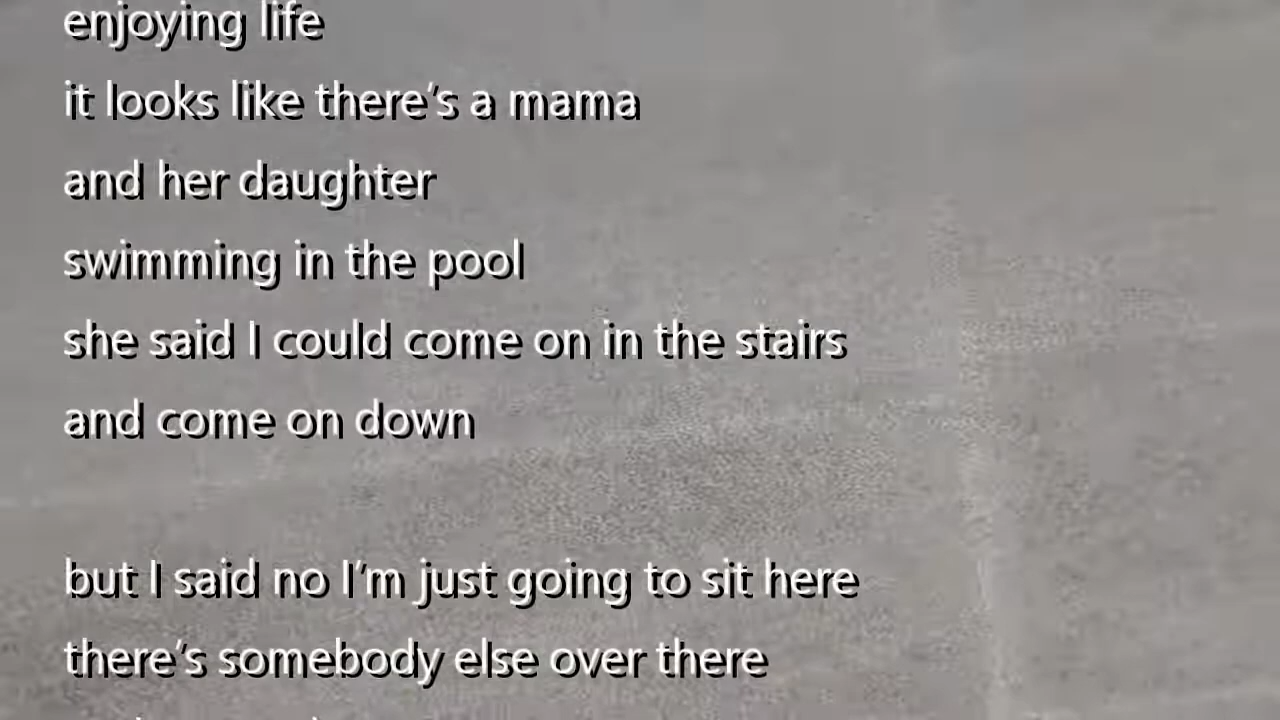 enjoying life
it looks like there's a mama
and her daughter
swimming in the pool
she said I could come on in the stairs
and come on down
but I said no I'm just going to sit here
there's somebody else over there